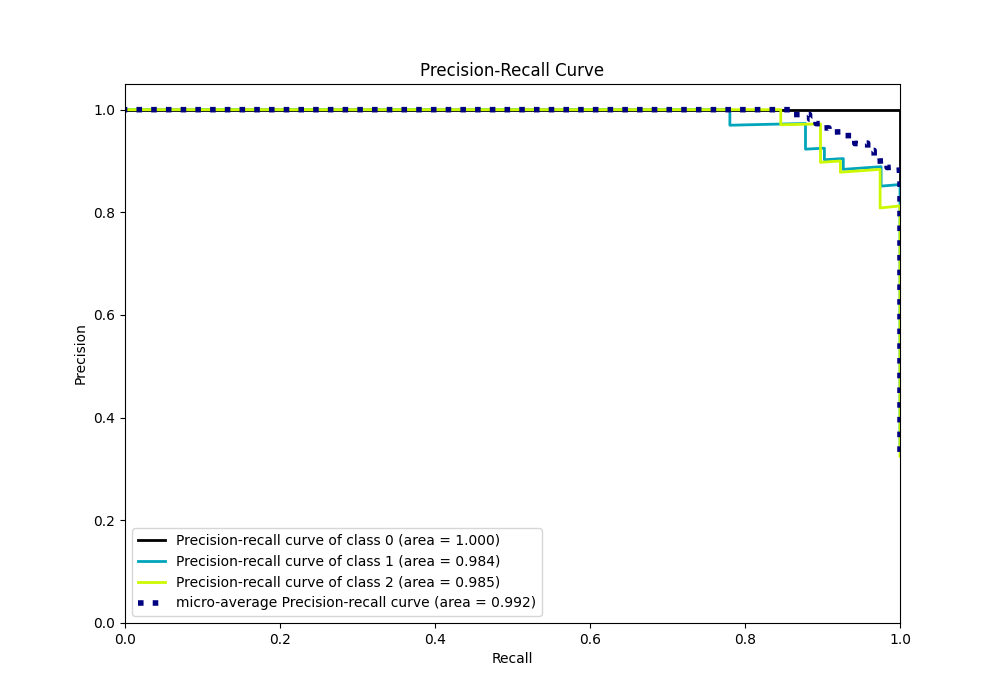 Precision-Recall Curve
1.0
0.8
0.6
0.4
0.2
0.0
Precision
Precision-recall curve of class 0 (area = 1.000)
Precision-recall curve of class 1 (area = 0.984)
Precision-recall curve of class 2 (area = 0.985)
micro-average Precision-recall curve (area = 0.992)
0.0 0.2 0.4 0.6 0.8 1.0
Recall